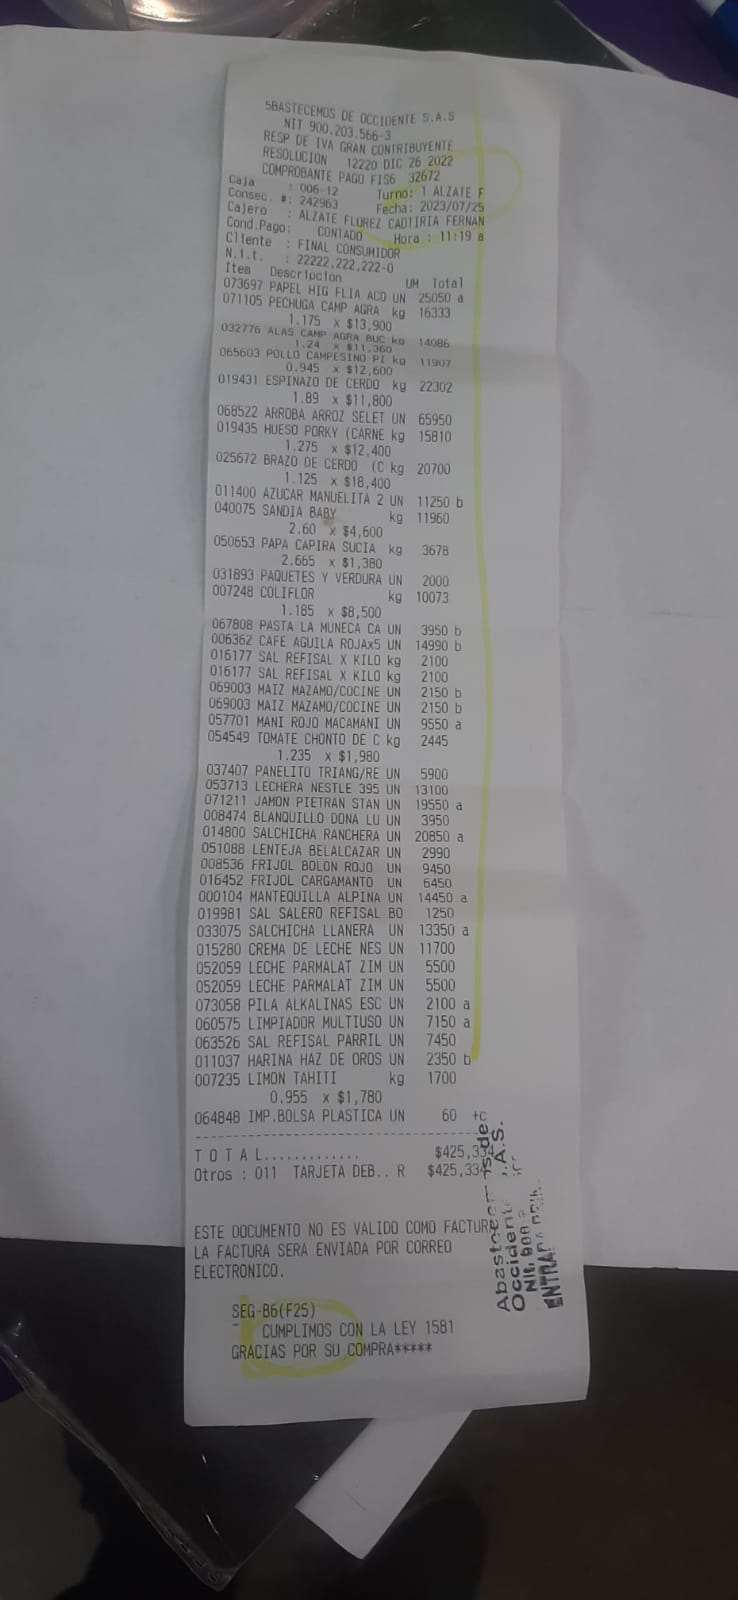 5BASTECEMOS DE OCCIDENTE S.A.S
NIT 900.203.566-3
RESP DE IVA GRAN CONTRIBUYENTE
RESOLUCION 12220 DIC 26 2022
COMPROBANTE PAGO FIS6 32672
Caja : 006-12 Turno: 1 ALZATE F
Consec. #: 242963 Fecha: 2023/07/25
Cajero : ALZATE FLOREZ CADTIRIA FERNAN
Cond.Pago: CONTADO Hora : 11:19 a
Cliente : FINAL CONSUMIDOR
N.i.t. : 22222,222,222-0
Item Descripcion UM Total
073697 PAPEL HIG FLIA ACO UN 25050 a
071105 PECHUGA CAMP AGRA kg 16333
1.175 x $13,900
032776 ALAS CAMP AGRA BUC kg 14086
1.24 x $11,360
065603 POLLO CAMPESINO PI kg 11907
0.945 x $12,600
019431 ESPINAZO DE CERDO kg 22302
1.89 x $11,800
068522 ARROBA ARROZ SELET UN 65950
019435 HUESO PORKY (CARNE kg 15810
1.275 x $12,400
025672 BRAZO DE CERDO (C kg 20700
1.125 x $18,400
011400 AZUCAR MANUELITA 2 UN 11250 b
040075 SANDIA BABY kg 11960
2.60 x $4,600
050653 PAPA CAPIRA SUCIA kg 3678
2.665 x $1,380
031893 PAQUETES Y VERDURA UN 2000
007248 COLIFLOR kg 10073
1.185 x $8,500
067808 PASTA LA MUNECA CA UN 3950 b
006362 CAFE AGUILA ROJAx5 UN 14990 b
016177 SAL REFISAL X KILO kg 2100
016177 SAL REFISAL X KILO kg 2100
069003 MAIZ MAZAMO/COCINE UN 2150 b
069003 MAIZ MAZAMO/COCINE UN 2150 b
057701 MANI ROJO MACAMANI UN 9550 a
054549 TOMATE CHONTO DE C kg 2445
1.235 x $1,980
037407 PANELITO TRIANG/RE UN 5900
053713 LECHERA NESTLE 395 UN 13100
071211 JAMON PIETRAN STAN UN 19550 a
008474 BLANQUILLO DONA LU UN 3950
014800 SALCHICHA RANCHERA UN 20850 a
051088 LENTEJA BELALCAZAR UN 2990
008536 FRIJOL BOLON ROJO UN 9450
016452 FRIJOL CARGAMANTO UN 6450
000104 MANTEQUILLA ALPINA UN 14450 a
019981 SAL SALERO REFISAL BO 1250
033075 SALCHICHA LLANERA UN 13350 a
015280 CREMA DE LECHE NES UN 11700
052059 LECHE PARMALAT ZIM UN 5500
052059 LECHE PARMALAT ZIM UN 5500
073058 PILA ALKALINAS ESC UN 2100 a
060575 LIMPIADOR MULTIUSO UN 7150 a
063526 SAL REFISAL PARRIL UN 7450
011037 HARINA HAZ DE OROS UN 2350 b
007235 LIMON TAHITI kg 1700
0.955 x $1,780
064848 IMP.BOLSA PLASTICA UN 60 +c
TOTAL............. $425,334
Otros : 011 TARJETA DEB.. R $425,334
ESTE DOCUMENTO NO ES VALIDO COMO FACTURA
LA FACTURA SERA ENVIADA POR CORREO
ELECTRONICO.
SEG-B6(F25)
CUMPLIMOS CON LA LEY 1581
GRACIAS POR SU COMPRA*****